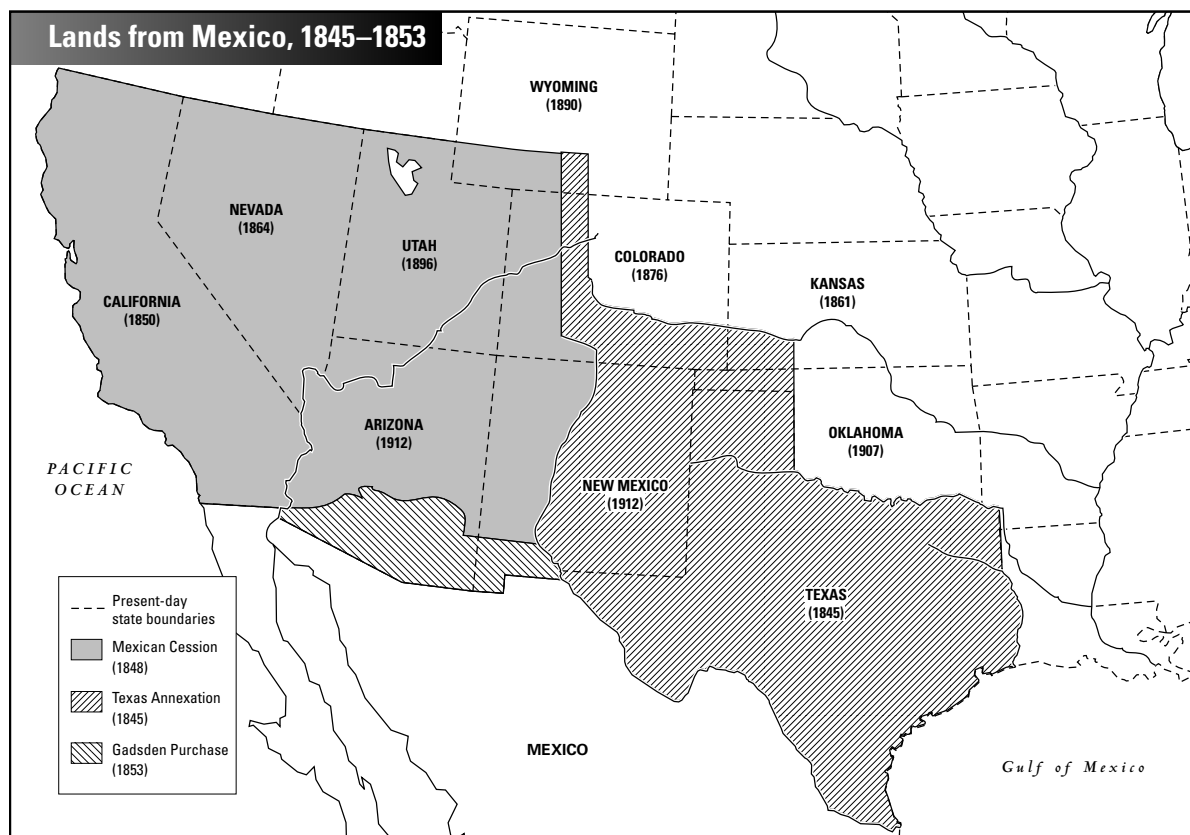 Lands from Mexico, 1845–1853
WYOMING
(1890)
NEVADA
(1864)
UTAH
(1896)
COLORADO
(1876)
KANSAS
(1861)
CALIFORNIA
(1850)
ARIZONA
(1912)
OKLAHOMA
(1907)
PACIFIC
OCEAN
NEW MEXICO
(1912)
TEXAS
(1845)
Present-day
state boundaries
Mexican Cession
(1848)
Texas Annexation
(1845)
Gadsden Purchase
(1853)
MEXICO
Gulf of Mexico